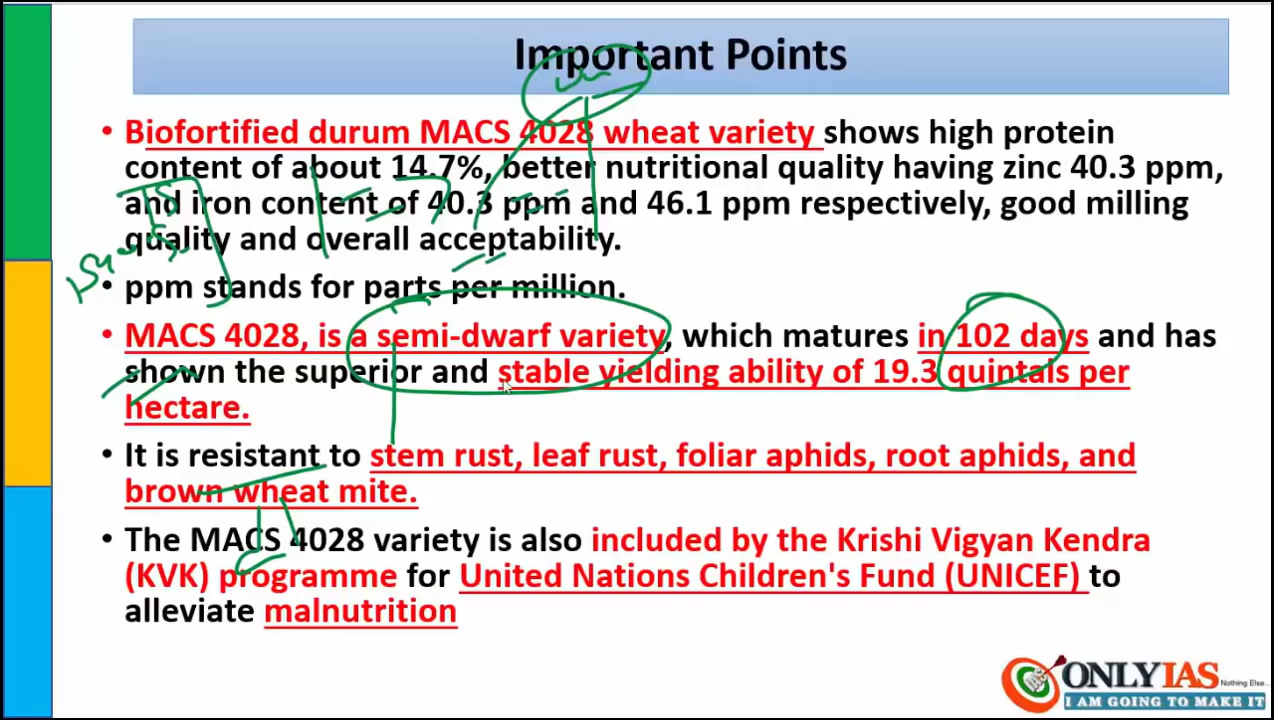 Important Points
• Biofortified durum MACS 4028 wheat variety shows high protein
content of about 14.7%, better nutritional quality having zinc 40.3 ppm,
and iron content of 40.3 ppm and 46.1 ppm respectively, good milling
quality and overall acceptability.
• ppm stands for parts per million.
• MACS 4028, is a semi-dwarf variety, which matures in 102 days and has
shown the superior and stable yielding ability of 19.3 quintals per
hectare.
• It is resistant to stem rust, leaf rust, foliar aphids, root aphids, and
brown wheat mite.
• The MACS 4028 variety is also included by the Krishi Vigyan Kendra
(KVK) programme for United Nations Children's Fund (UNICEF) to
alleviate malnutrition
ONLYIAS Nothing Else...
I AM GOING TO MAKE IT